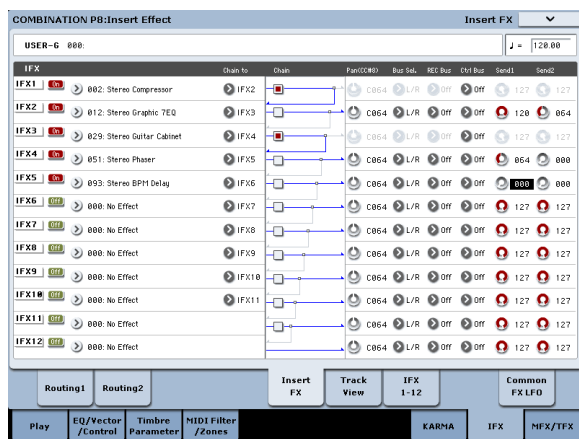 COMBINATION P8:Insert Effect Insert FX
USER-G 000: ♩= 120.00
IFX Chain to Chain Pan(CC#8) Bus Sel. REC Bus Ctrl Bus Send1 Send2
IFX1 On 002: Stereo Compressor IFX2 C064 L/R Off Off 127 127
IFX2 On 012: Stereo Graphic 7EQ IFX3 C064 L/R Off Off 120 064
IFX3 On 029: Stereo Guitar Cabinet IFX4 C064 L/R Off Off 127 127
IFX4 On 051: Stereo Phaser IFX5 C064 L/R Off Off 064 000
IFX5 On 093: Stereo BPM Delay IFX6 C064 L/R Off Off 000 000
IFX6 Off 000: No Effect IFX7 C064 L/R Off Off 127 127
IFX7 Off 000: No Effect IFX8 C064 L/R Off Off 127 127
IFX8 Off 000: No Effect IFX9 C064 L/R Off Off 127 127
IFX9 Off 000: No Effect IFX10 C064 L/R Off Off 127 127
IFX10 Off 000: No Effect IFX11 C064 L/R Off Off 127 127
IFX11 Off 000: No Effect C064 L/R Off Off 127 127
IFX12 Off 000: No Effect C064 L/R Off Off 127 127
Routing1 Routing2 Insert FX Track View IFX 1-12 Common FX LFO
Play EQ/Vector /Control Timbre Parameter MIDI Filter /Zones KARMA IFX MFX/TFX